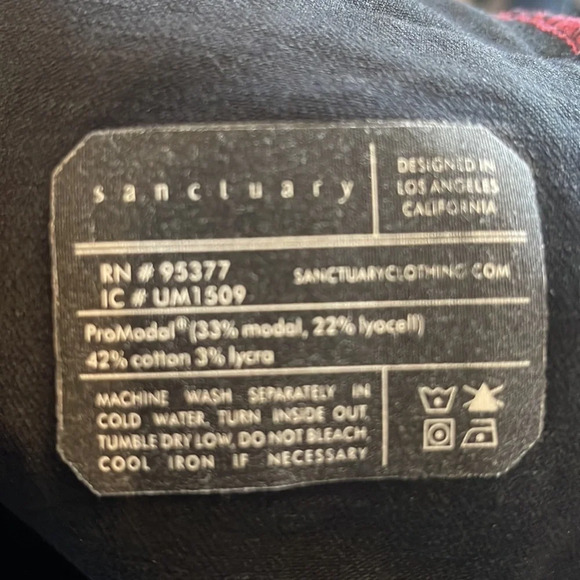 sanctuary
DESIGNED IN
LOS ANGELES
CALIFORNIA
RN # 95377
IC # UM1509
SANCTUARYCLOTHING.COM
ProModal® (33% modal, 22% lyocell)
42% cotton 3% lycra
MACHINE WASH SEPARATELY IN
COLD WATER, TURN INSIDE OUT,
TUMBLE DRY LOW, DO NOT BLEACH,
COOL IRON IF NECESSARY